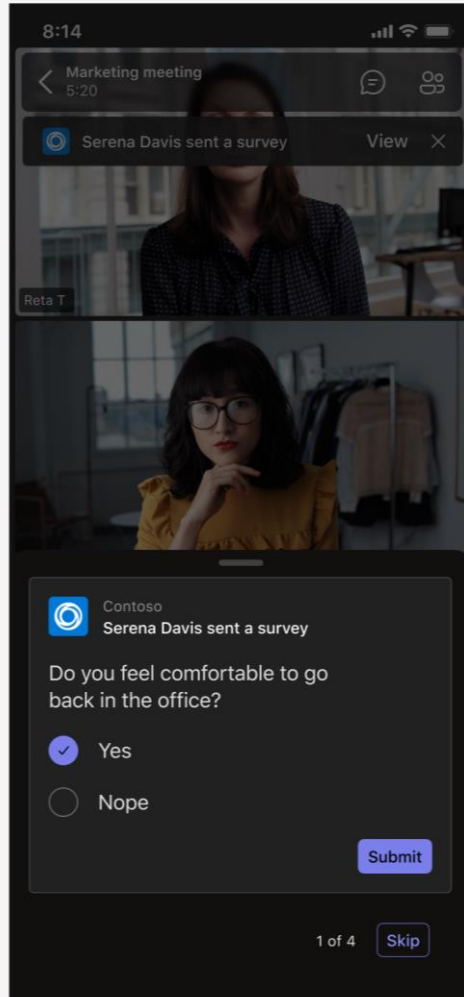 8:14
Marketing meeting
5:20
Serena Davis sent a survey View
Reta T
Contoso
Serena Davis sent a survey
Do you feel comfortable to go
back in the office?
Yes
Nope
Submit
1 of 4 Skip